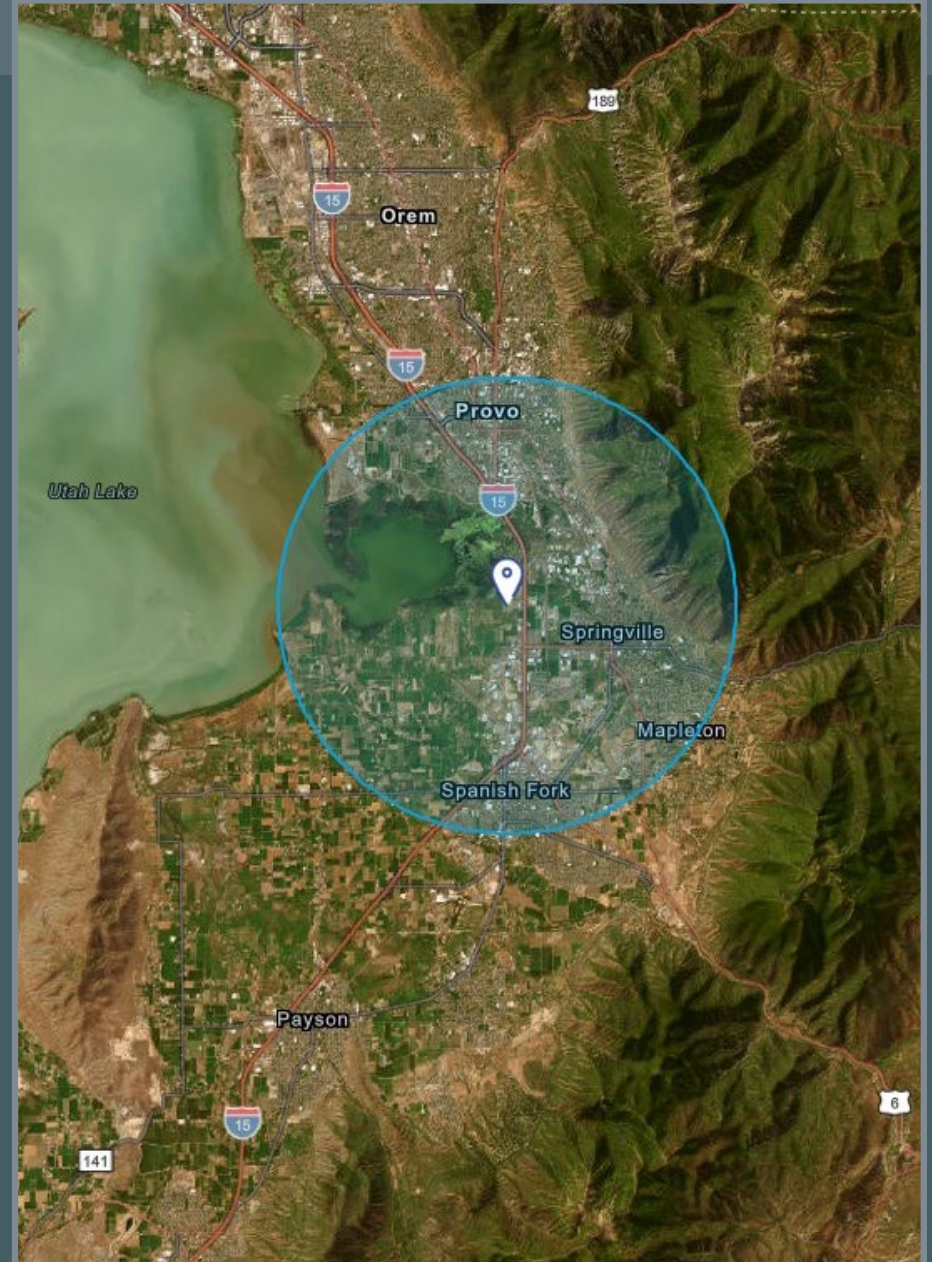 189
15
Orem
15
Provo
Utah Lake
15
Springville
Mapleton
Spanish Fork
Payson
6
15
141